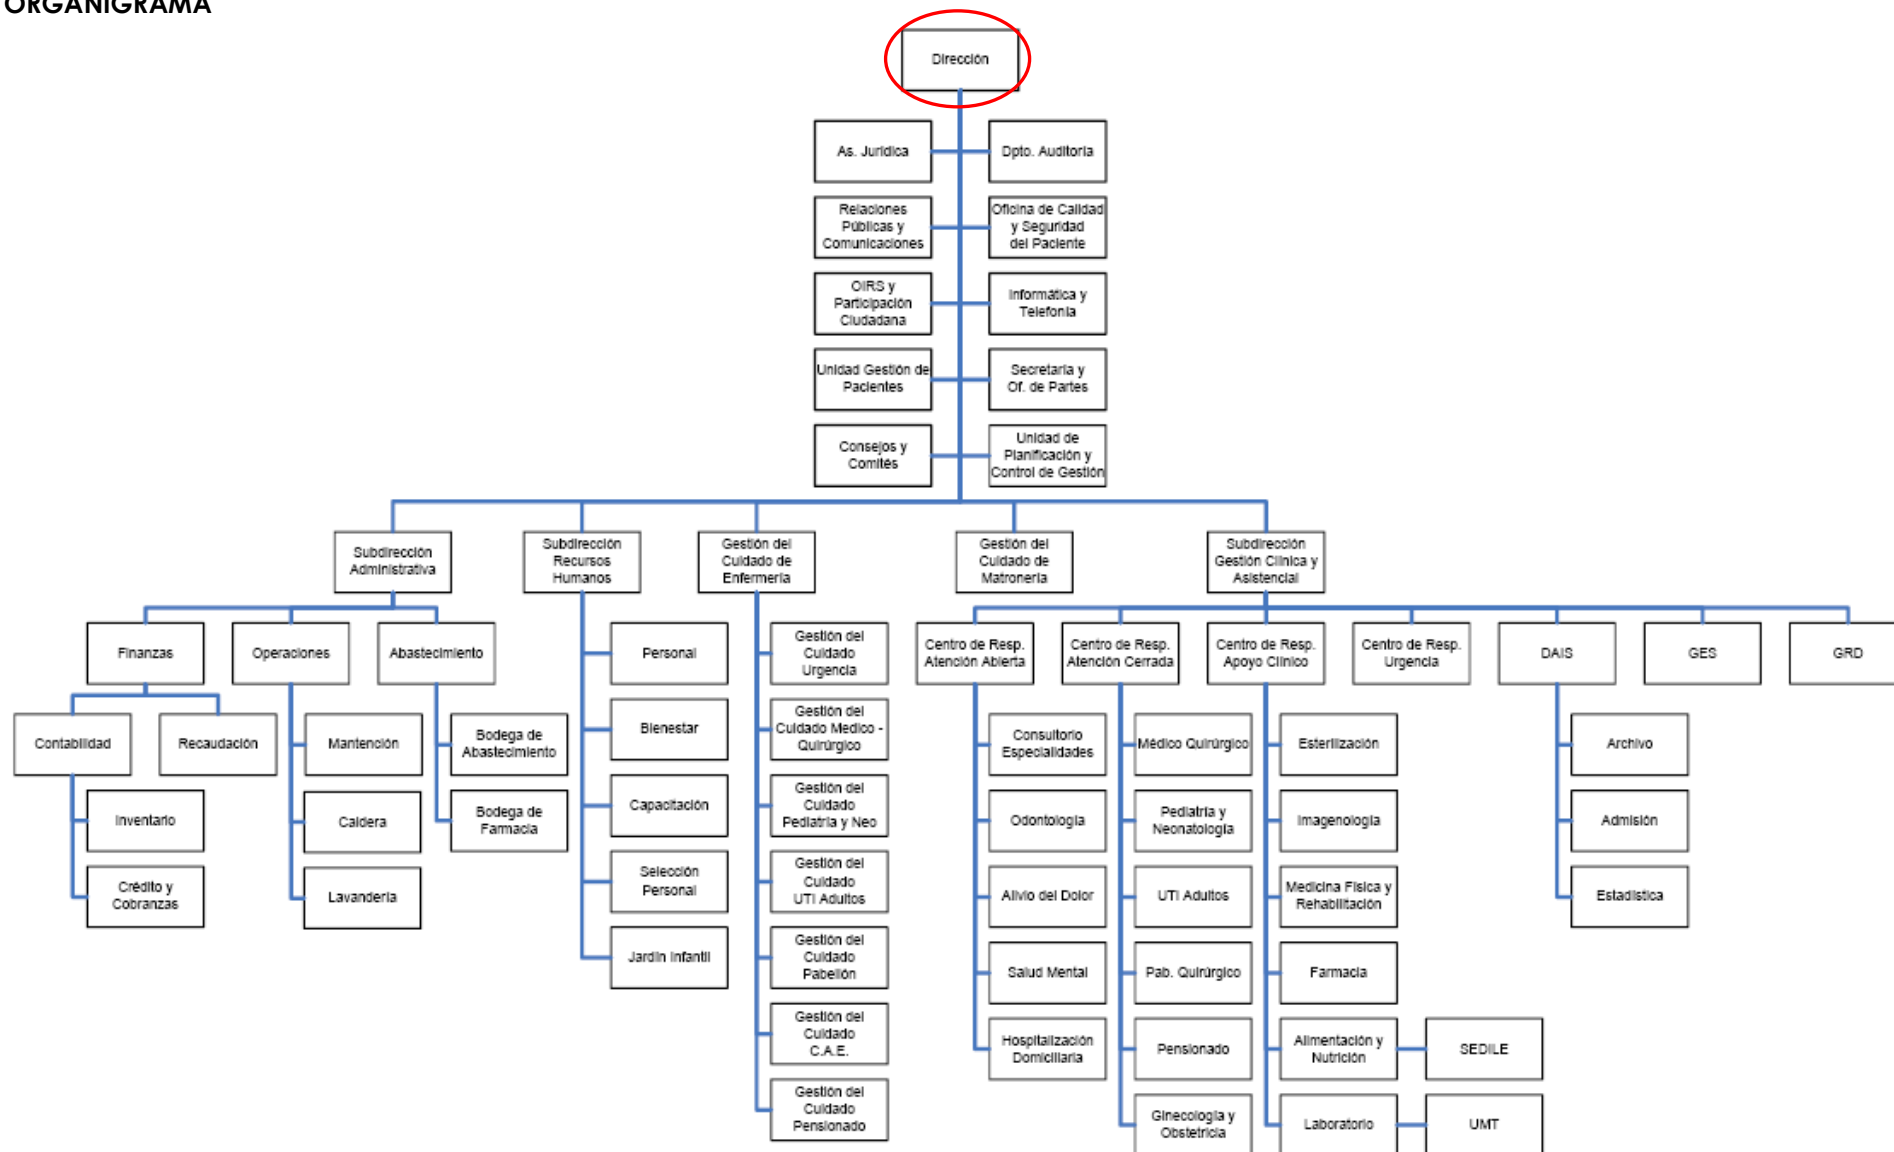 ORGANIGRAMA
Dirección
As. Jurídica
Dpto. Auditoría
Relaciones
Públicas y
Comunicaciones
Oficina de Calidad
y Seguridad
del Paciente
OIRS y
Participación
Ciudadana
Informática y
Telefonía
Unidad Gestión de
Pacientes
Secretaría y
Of. de Partes
Consejos y
Comités
Unidad de
Planificación y
Control de Gestión
Subdirección
Administrativa
Subdirección
Recursos
Humanos
Gestión del
Cuidado de
Enfermería
Gestión del
Cuidado de
Matronería
Subdirección
Gestión Clínica y
Asistencial
Finanzas
Operaciones
Abastecimiento
Personal
Gestión del
Cuidado
Urgencia
Centro de Resp.
Atención Abierta
Centro de Resp.
Atención Cerrada
Centro de Resp.
Apoyo Clínico
Centro de Resp.
Urgencia
DAIS
GES
GRD
Contabilidad
Recaudación
Mantención
Bodega de
Abastecimiento
Bienestar
Gestión del
Cuidado Medico -
Quirúrgico
Consultorio
Especialidades
Médico Quirúrgico
Esterilización
Archivo
Inventario
Caldera
Bodega de
Farmacia
Capacitación
Gestión del
Cuidado
Pediatría y Neo
Odontología
Pediatría y
Neonatología
Imagenología
Admisión
Crédito y
Cobranzas
Lavandería
Selección
Personal
Gestión del
Cuidado
UTI Adultos
Alivio del Dolor
UTI Adultos
Medicina Física y
Rehabilitación
Estadística
Jardín Infantil
Gestión del
Cuidado
Pabellón
Salud Mental
Pab. Quirúrgico
Farmacia
Gestión del
Cuidado
C.A.E.
Hospitalización
Domiciliaria
Pensionado
Alimentación y
Nutrición
SEDILE
Gestión del
Cuidado
Pensionado
Ginecología y
Obstetricia
Laboratorio
UMT